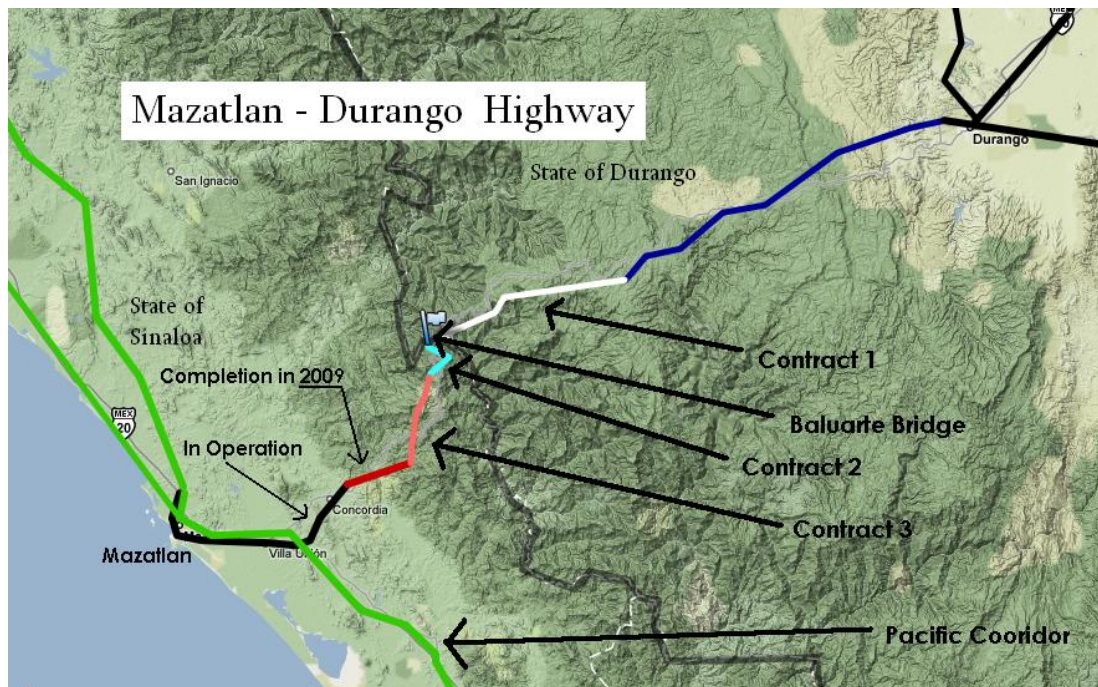 Mazatlan - Durango Highway
Durango
State of Durango
San Ignacio
State of
Sinaloa
Contract 1
Completion in 2009
MEX
20
Baluarte Bridge
In Operation
Contract 2
Concordia
Contract 3
Mazatlan
Villa Unión
Pacific Cooridor